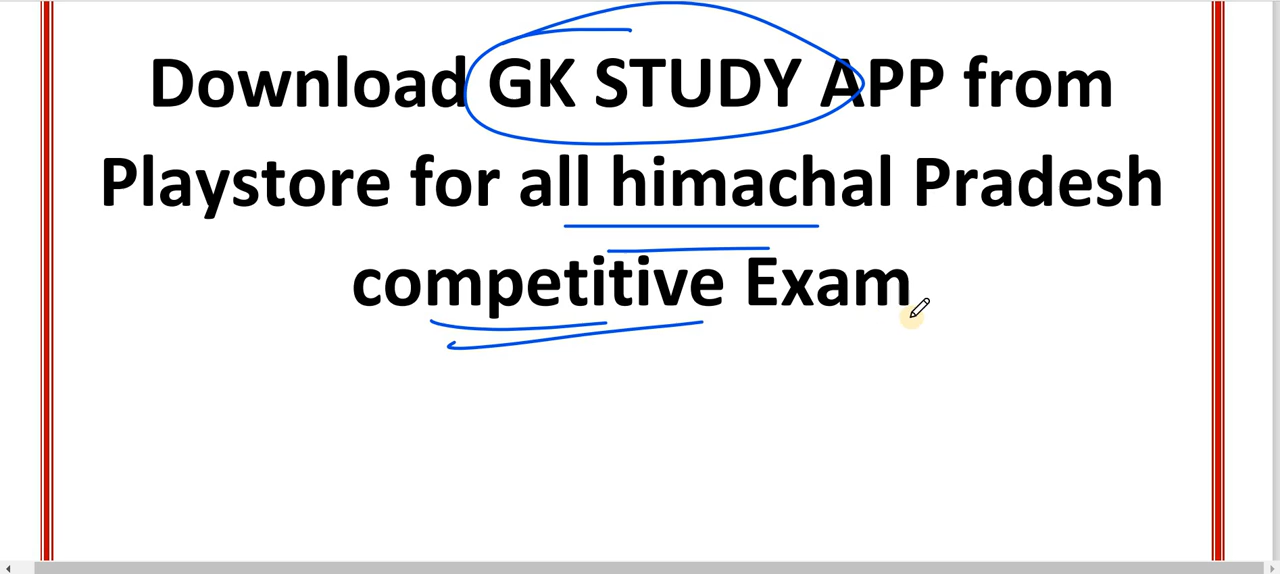 Download GK STUDY APP from
Playstore for all himachal Pradesh
competitive Exam